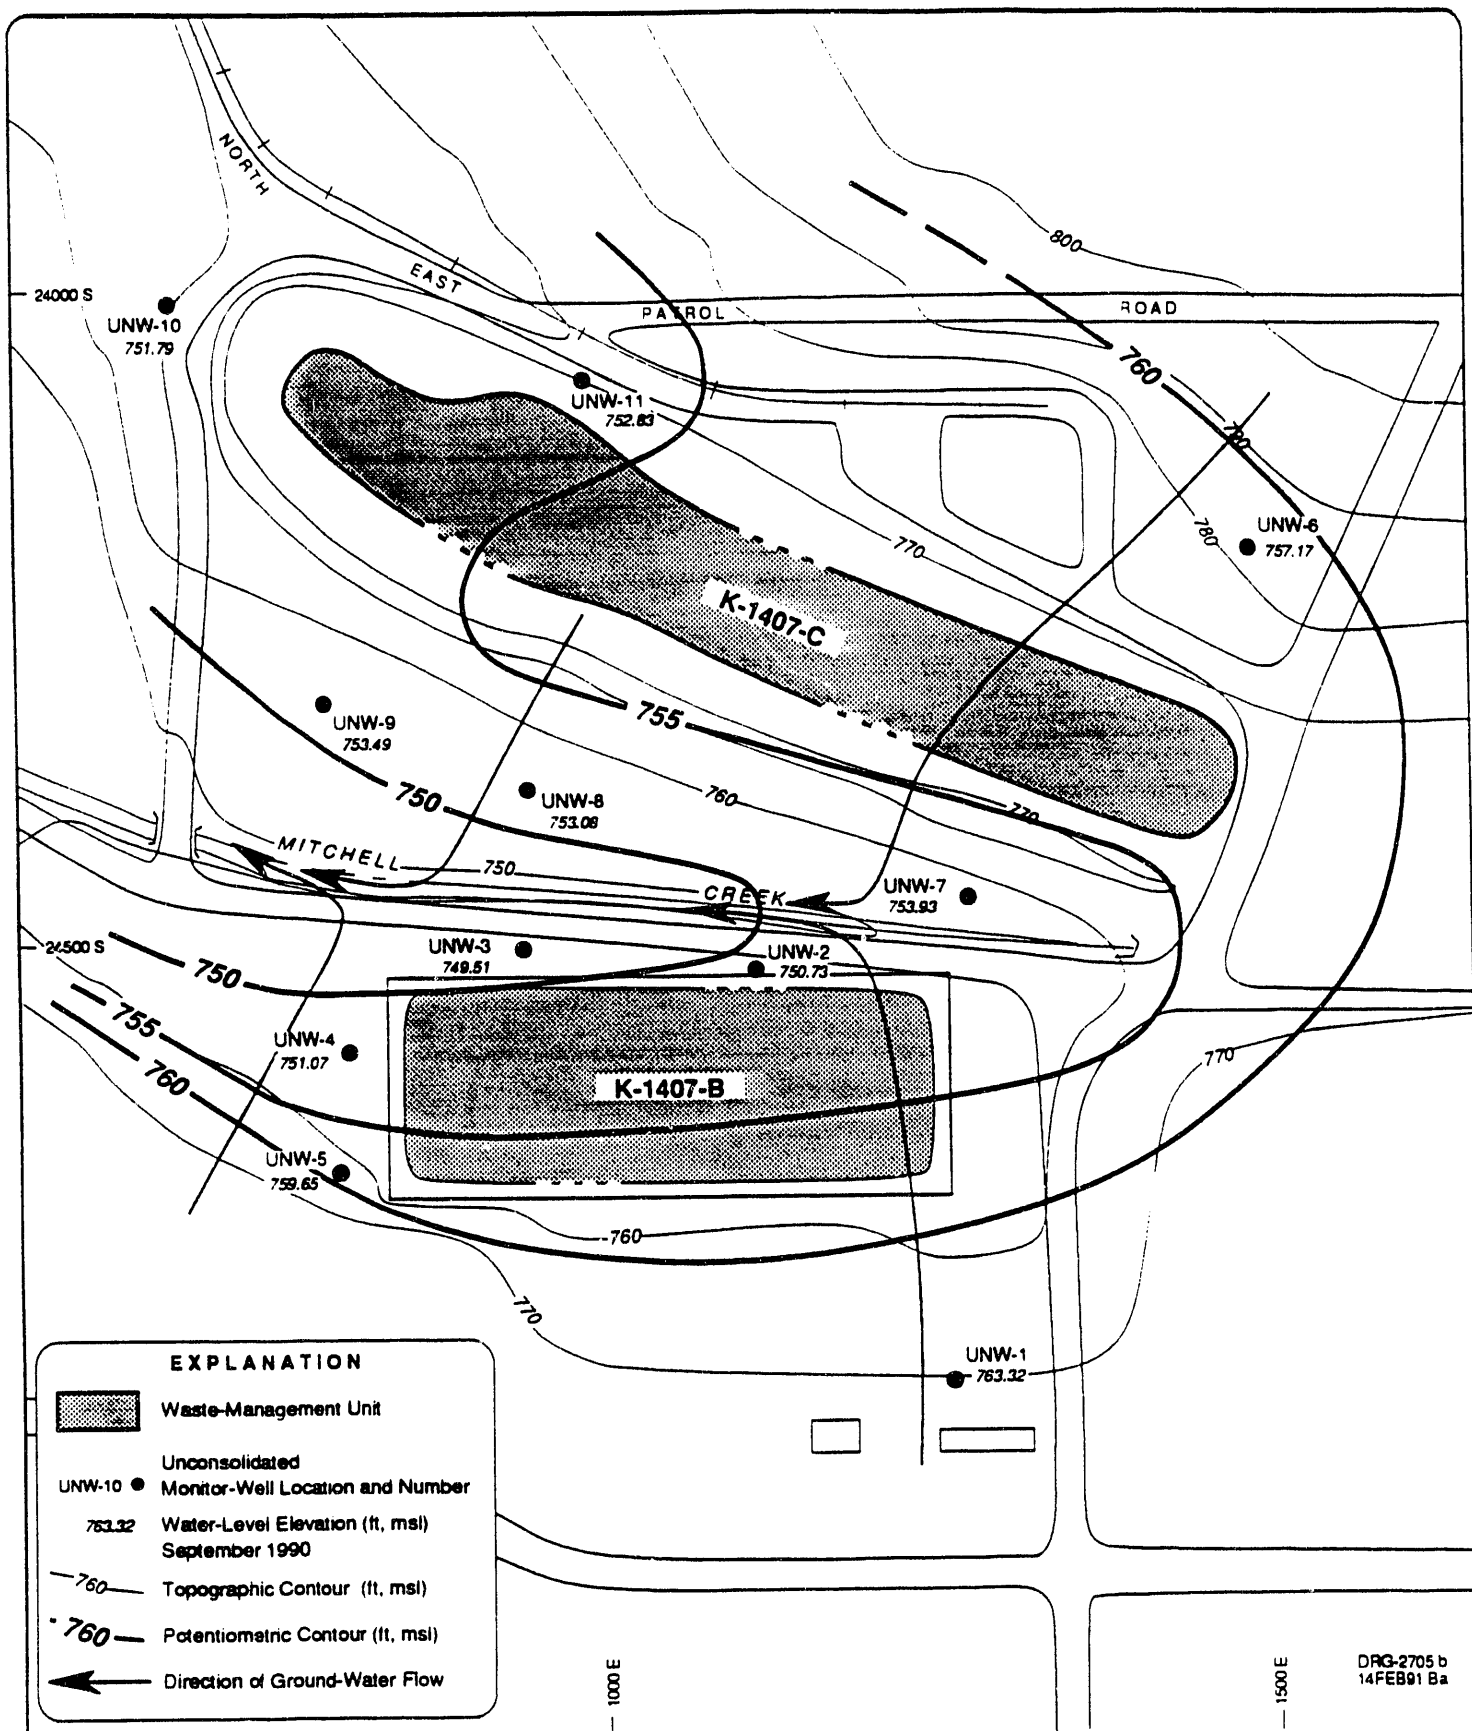 800
NORTH
EAST
PATROL
ROAD
24000 S
UNW-10
751.79
760
UNW-11
752.83
790
UNW-6
757.17
780
770
K-1407-C
755
UNW-9
753.49
750
UNW-8
753.08
760
770
MITCHELL
750
CREEK
UNW-7
753.93
24500 S
UNW-3
749.51
UNW-2
750.73
750
755
UNW-4
751.07
760
K-1407-B
770
UNW-5
759.65
760
770
UNW-1
763.32
EXPLANATION
Waste-Management Unit
Unconsolidated
UNW-10 Monitor-Well Location and Number
763.32 Water-Level Elevation (ft, msl)
September 1990
760 Topographic Contour (ft, msl)
760 Potentiometric Contour (ft, msl)
Direction of Ground-Water Flow
1000 E
1500 E
DRG-2705 b
14FEB91 Ba